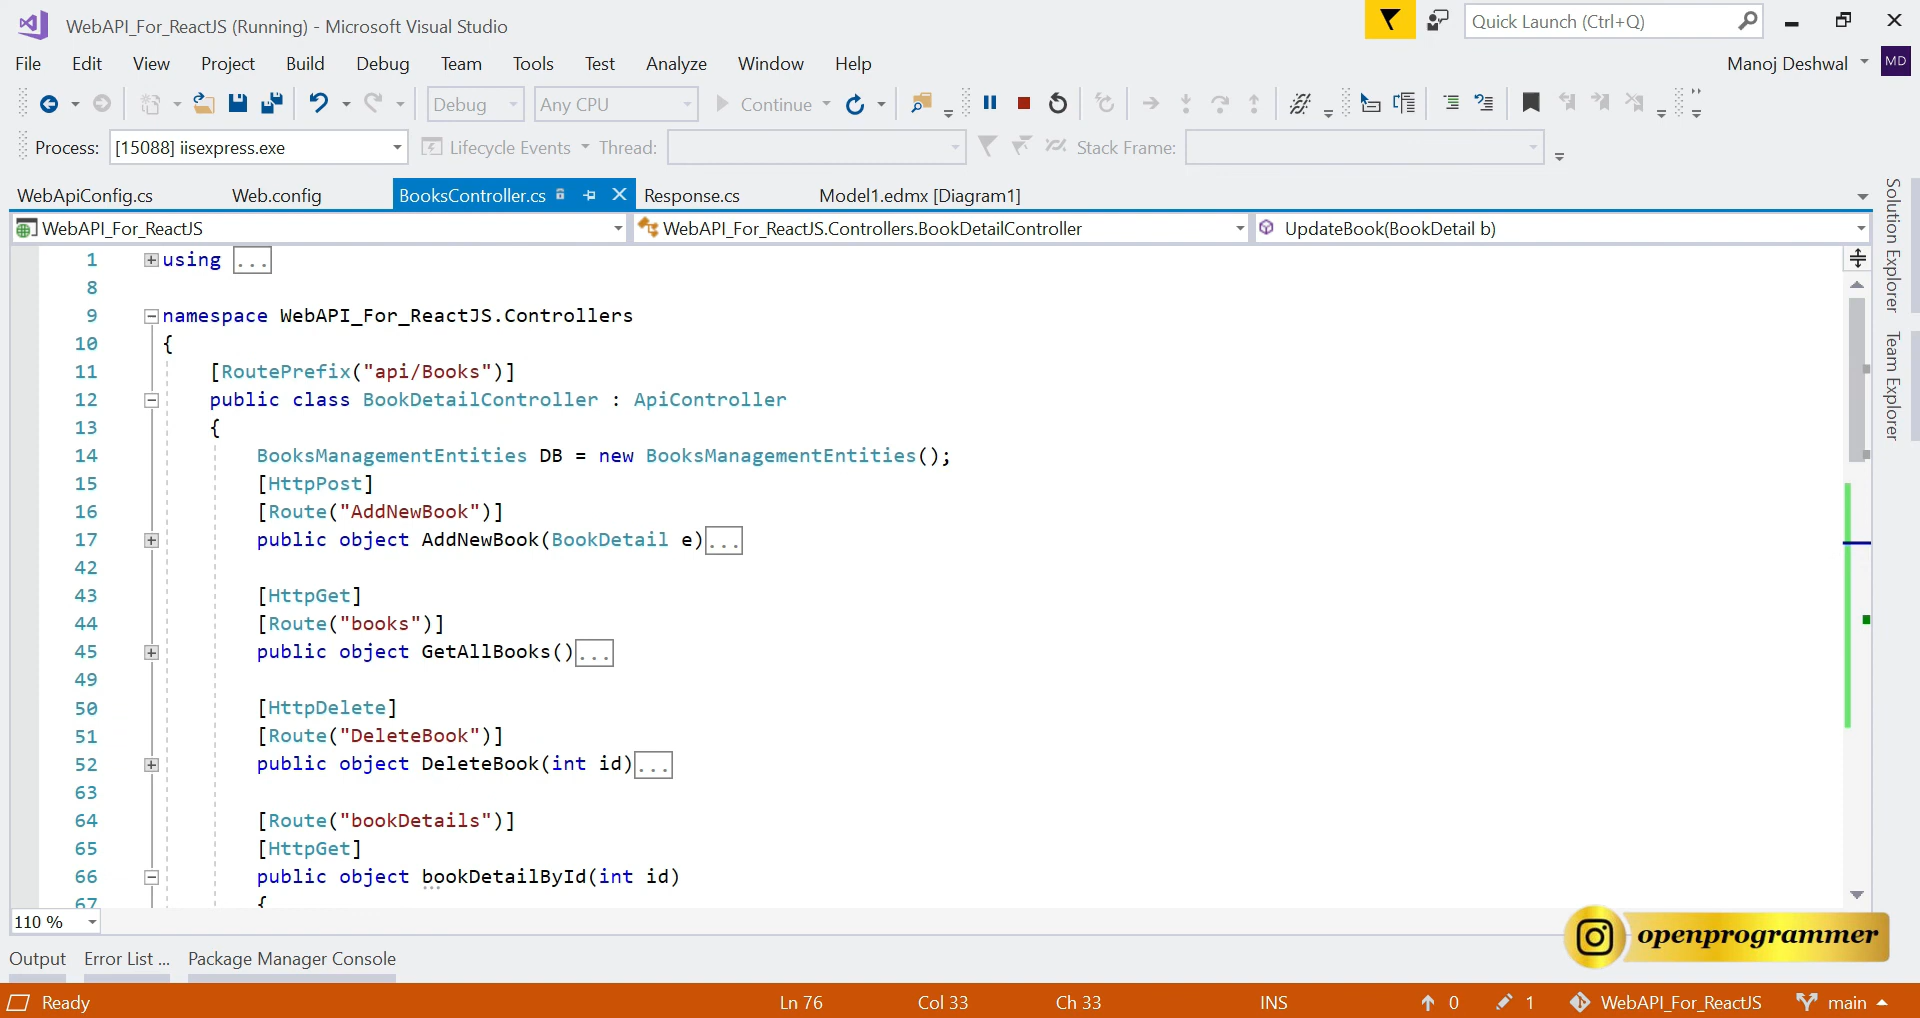 WebAPI_For_ReactJS (Running) - Microsoft Visual Studio
Quick Launch (Ctrl+Q)
File Edit View Project Build Debug Team Tools Test Analyze Window Help
Manoj Deshwal MD
Debug Any CPU Continue
Process: [15088] iisexpress.exe Lifecycle Events Thread: Stack Frame:
WebApiConfig.cs Web.config BooksController.cs Response.cs Model1.edmx [Diagram1]
WebAPI_For_ReactJS WebAPI_For_ReactJS.Controllers.BookDetailController UpdateBook(BookDetail b)
Solution Explorer
Team Explorer
1 using ...
8
9 namespace WebAPI_For_ReactJS.Controllers
10 {
11 [RoutePrefix("api/Books")]
12 public class BookDetailController : ApiController
13 {
14 BooksManagementEntities DB = new BooksManagementEntities();
15 [HttpPost]
16 [Route("AddNewBook")]
17 public object AddNewBook(BookDetail e)...
42
43 [HttpGet]
44 [Route("books")]
45 public object GetAllBooks()...
49
50 [HttpDelete]
51 [Route("DeleteBook")]
52 public object DeleteBook(int id)...
63
64 [Route("bookDetails")]
65 [HttpGet]
66 public object bookDetailById(int id)
67 {
110 %
openprogrammer
Output Error List ... Package Manager Console
Ready Ln 76 Col 33 Ch 33 INS 0 1 WebAPI_For_ReactJS main